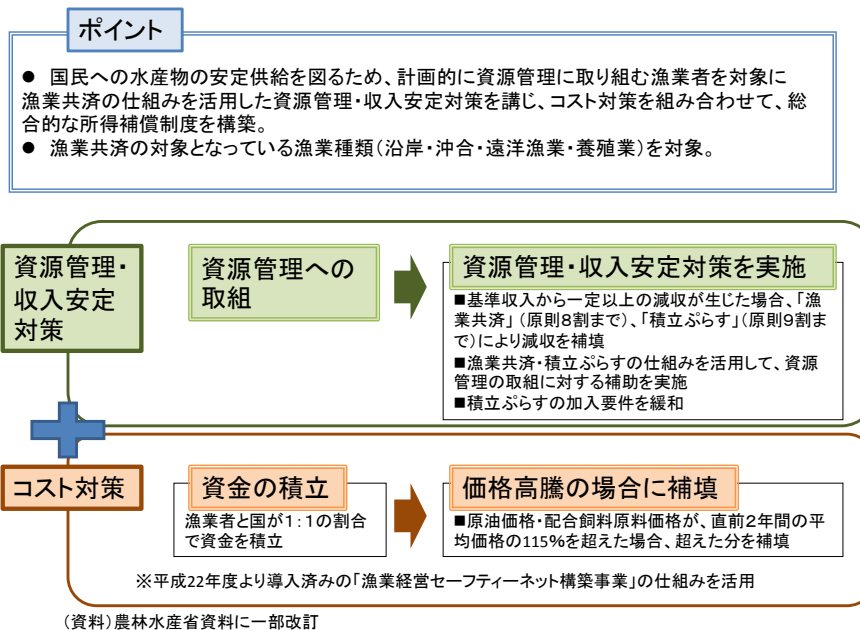 ポイント
● 国民への水産物の安定供給を図るため、計画的に資源管理に取り組む漁業者を対象に
漁業共済の仕組みを活用した資源管理・収入安定対策を講じ、コスト対策を組み合わせて、総
合的な所得補償制度を構築。
● 漁業共済の対象となっている漁業種類(沿岸・沖合・遠洋漁業・養殖業)を対象。
資源管理・
収入安定
対策
資源管理への
取組
資源管理・収入安定対策を実施
■基準収入から一定以上の減収が生じた場合、「漁
業共済」(原則8割まで)、「積立ぷらす」(原則9割ま
で)により減収を補填
■漁業共済・積立ぷらすの仕組みを活用して、資源
管理の取組に対する補助を実施
■積立ぷらすの加入要件を緩和
コスト対策
資金の積立
漁業者と国が1:1の割合
で資金を積立
価格高騰の場合に補填
■原油価格・配合飼料原料価格が、直前2年間の平
均価格の115%を超えた場合、超えた分を補填
※平成22年度より導入済みの「漁業経営セーフティーネット構築事業」の仕組みを活用
(資料)農林水産省資料に一部改訂